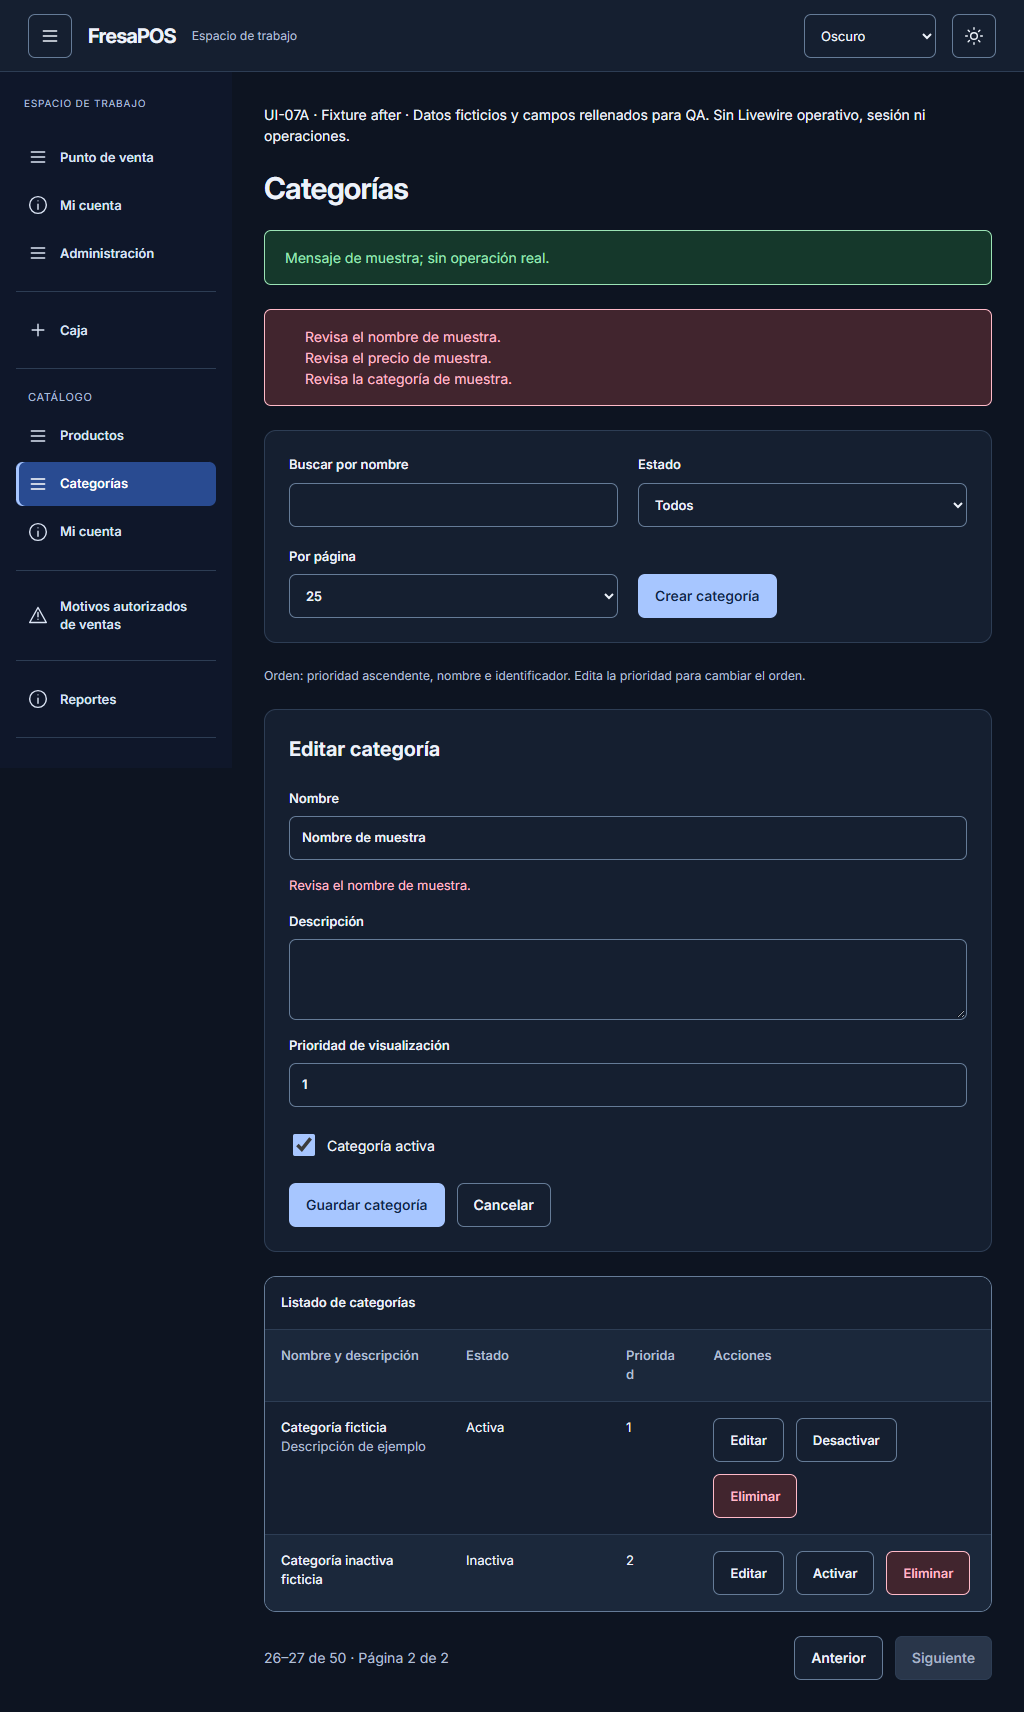 FresaPOS
Espacio de trabajo
Oscuro
ESPACIO DE TRABAJO
Punto de venta
Mi cuenta
Administración
Caja
CATÁLOGO
Productos
Categorías
Mi cuenta
Motivos autorizados
de ventas
Reportes
UI-07A · Fixture after · Datos ficticios y campos rellenados para QA. Sin Livewire operativo, sesión ni
operaciones.
Categorías
Mensaje de muestra; sin operación real.
Revisa el nombre de muestra.
Revisa el precio de muestra.
Revisa la categoría de muestra.
Buscar por nombre
Estado
Todos
Por página
25
Crear categoría
Orden: prioridad ascendente, nombre e identificador. Edita la prioridad para cambiar el orden.
Editar categoría
Nombre
Nombre de muestra
Revisa el nombre de muestra.
Descripción
Prioridad de visualización
1
Categoría activa
Guardar categoría
Cancelar
Listado de categorías
Nombre y descripción
Estado
Priorida
d
Acciones
Categoría ficticia
Descripción de ejemplo
Activa
1
Editar
Desactivar
Eliminar
Categoría inactiva
ficticia
Inactiva
2
Editar
Activar
Eliminar
26–27 de 50 · Página 2 de 2
Anterior
Siguiente